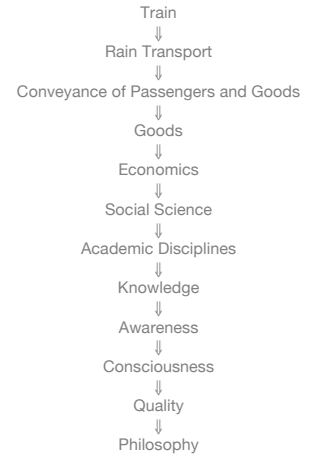 Train
⇓
Rain Transport
⇓
Conveyance of Passengers and Goods
⇓
Goods
⇓
Economics
⇓
Social Science
⇓
Academic Disciplines
⇓
Knowledge
⇓
Awareness
⇓
Consciousness
⇓
Quality
⇓
Philosophy